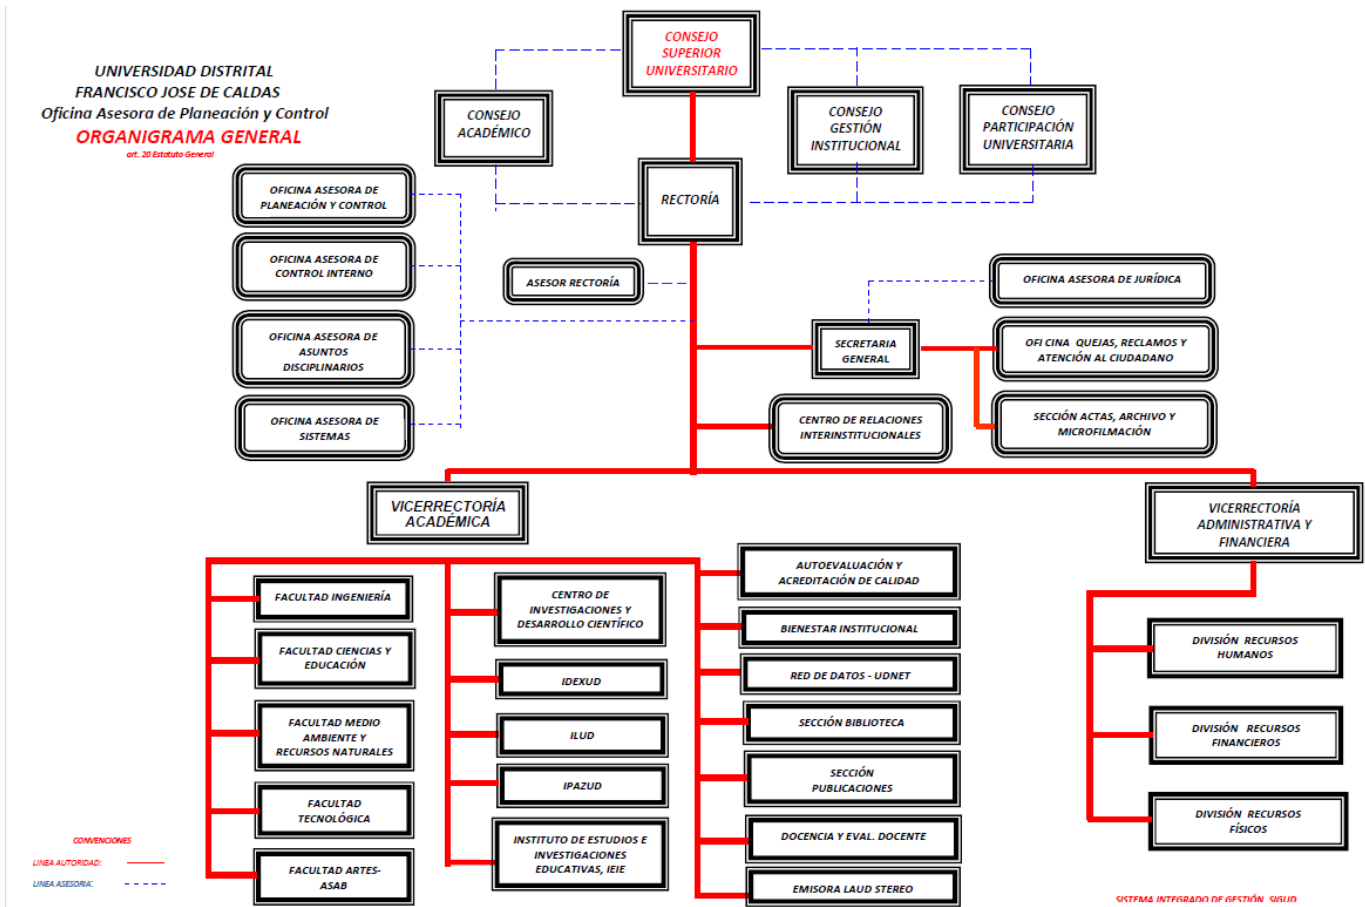 UNIVERSIDAD DISTRITAL
FRANCISCO JOSE DE CALDAS
Oficina Asesora de Planeación y Control
ORGANIGRAMA GENERAL
art. 20 Estatuto General
CONSEJO
SUPERIOR
UNIVERSITARIO
CONSEJO
ACADÉMICO
CONSEJO
GESTIÓN
INSTITUCIONAL
CONSEJO
PARTICIPACIÓN
UNIVERSITARIA
RECTORÍA
OFICINA ASESORA DE
PLANEACIÓN Y CONTROL
OFICINA ASESORA DE
CONTROL INTERNO
OFICINA ASESORA DE
ASUNTOS
DISCIPLINARIOS
OFICINA ASESORA DE
SISTEMAS
ASESOR RECTORÍA
OFICINA ASESORA DE JURÍDICA
SECRETARIA
GENERAL
OFI CINA QUEJAS, RECLAMOS Y
ATENCIÓN AL CIUDADANO
CENTRO DE RELACIONES
INTERINSTITUCIONALES
SECCIÓN ACTAS, ARCHIVO Y
MICROFILMACIÓN
VICERRECTORÍA
ACADÉMICA
VICERRECTORÍA
ADMINISTRATIVA Y
FINANCIERA
FACULTAD INGENIERÍA
FACULTAD CIENCIAS Y
EDUCACIÓN
FACULTAD MEDIO
AMBIENTE Y
RECURSOS NATURALES
FACULTAD
TECNOLÓGICA
FACULTAD ARTES-
ASAB
CENTRO DE
INVESTIGACIONES Y
DESARROLLO CIENTÍFICO
IDEXUD
ILUD
IPAZUD
INSTITUTO DE ESTUDIOS E
INVESTIGACIONES
EDUCATIVAS, IEIE
AUTOEVALUACIÓN Y
ACREDITACIÓN DE CALIDAD
BIENESTAR INSTITUCIONAL
RED DE DATOS - UDNET
SECCIÓN BIBLIOTECA
SECCIÓN
PUBLICACIONES
DOCENCIA Y EVAL. DOCENTE
EMISORA LAUD STEREO
DIVISIÓN RECURSOS
HUMANOS
DIVISIÓN RECURSOS
FINANCIEROS
DIVISIÓN RECURSOS
FÍSICOS
CONVENCIONES
LINEA AUTORIDAD:
LINEA ASESORIA:
SISTEMA INTEGRADO DE GESTIÓN SIGUD